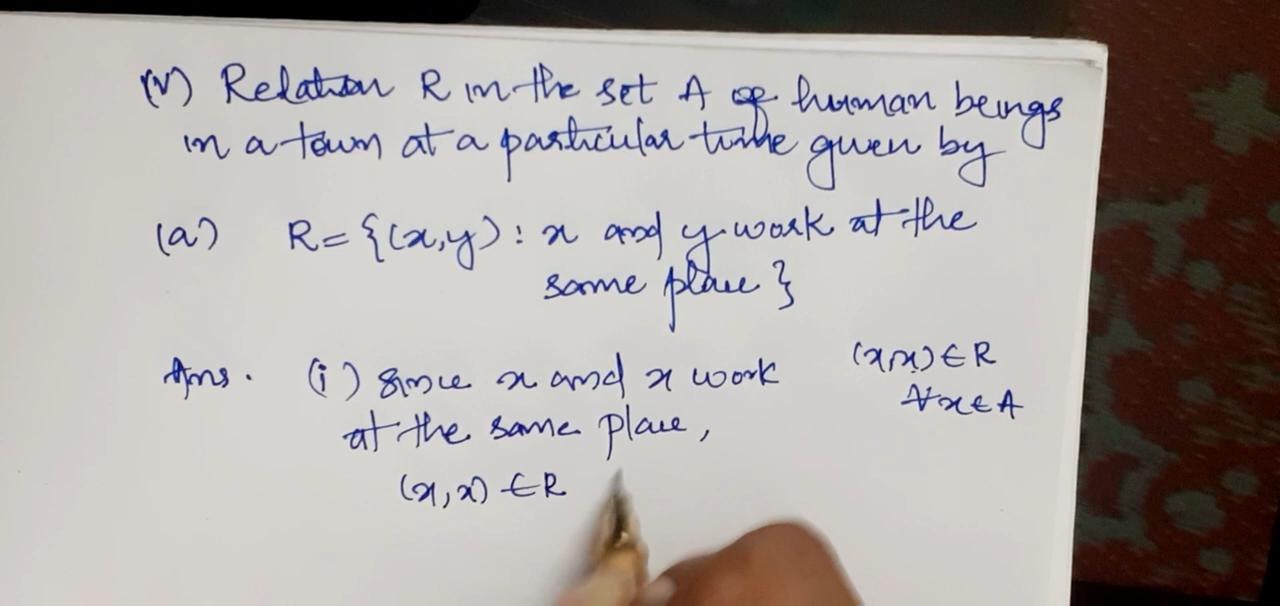 (v) Relation R in the set A of human beings
in a town at a particular time given by
(a) R = {(x,y) : x and y work at the
same place}
Ans. (i) Since x and x work
at the same place,
(x,x) ∈ R
(x,x) ∈ R
∀ x ∈ A